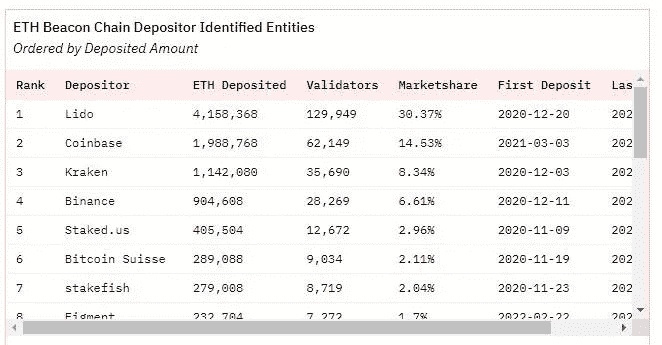 ETH Beacon Chain Depositor Identified Entities
Ordered by Deposited Amount
Rank Depositor ETH Deposited Validators Marketshare First Deposit Las
1 Lido 4,158,368 129,949 30.37% 2020-12-20 202
2 Coinbase 1,988,768 62,149 14.53% 2021-03-03 202
3 Kraken 1,142,080 35,690 8.34% 2020-12-03 202
4 Binance 904,608 28,269 6.61% 2020-12-11 202
5 Staked.us 405,504 12,672 2.96% 2020-11-09 202
6 Bitcoin Suisse 289,088 9,034 2.11% 2020-11-19 202
7 stakefish 279,008 8,719 2.04% 2020-11-23 202
8 Figment 232,704 7,272 1.7% 2022-02-22 202